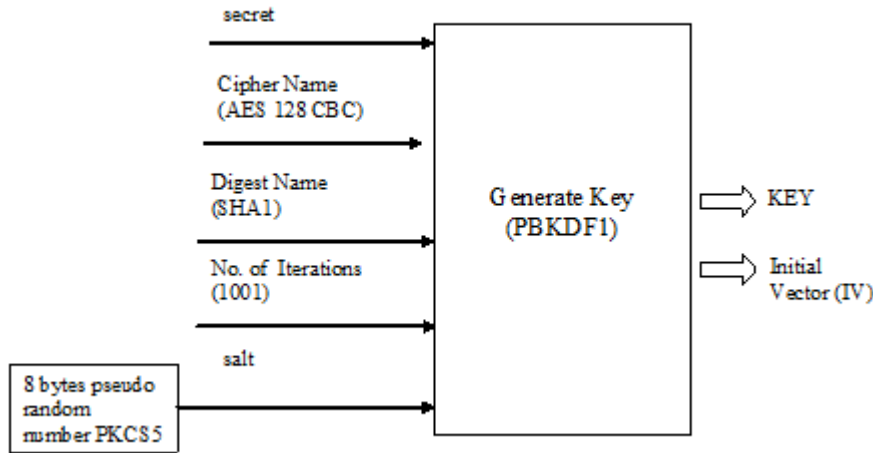 secret
Cipher Name
(AES 128 CBC)
Digest Name
(SHA1)
No. of Iterations
(1001)
salt
8 bytes pseudo
random
number PKCS5
Generate Key
(PBKDF1)
KEY
Initial
Vector (IV)